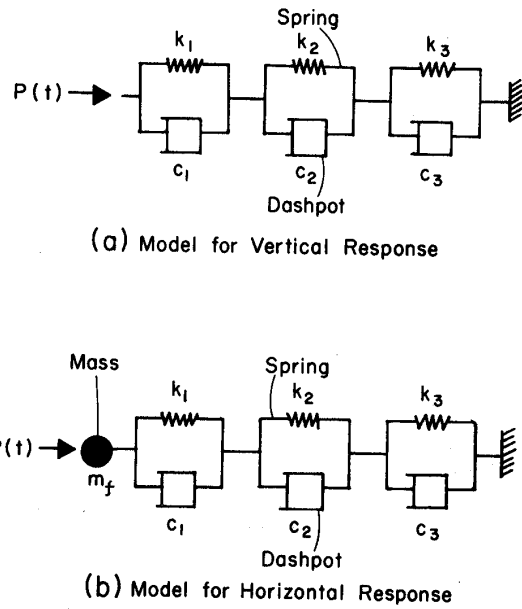 Spring
k1 k2 k3
P(t)
c1 c2 c3
Dashpot
(a) Model for Vertical Response
Mass
Spring
k1 k2 k3
(t)
mf
c1 c2 c3
Dashpot
(b) Model for Horizontal Response